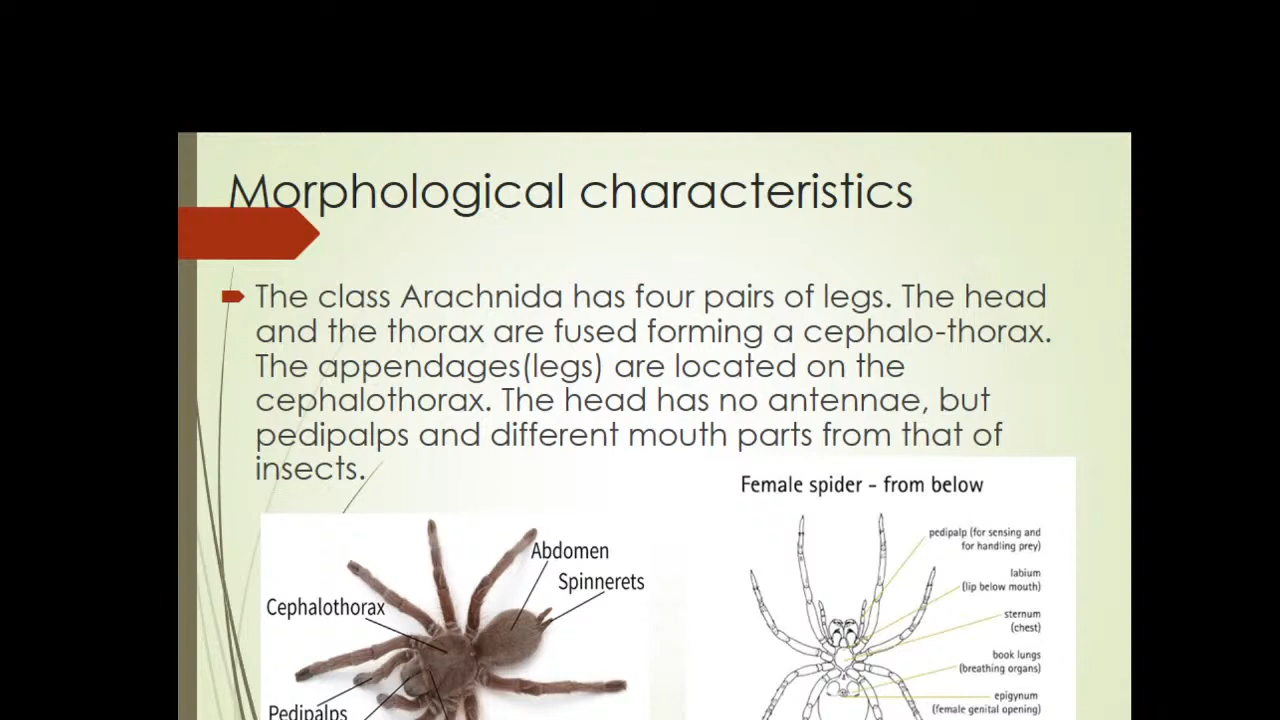 Morphological characteristics
The class Arachnida has four pairs of legs. The head
and the thorax are fused forming a cephalo-thorax.
The appendages(legs) are located on the
cephalothorax. The head has no antennae, but
pedipalps and different mouth parts from that of
insects.
Abdomen
Spinnerets
Cephalothorax
Pedipalps
Female spider - from below
pedipalp (for sensing and
for handling prey)
labium
(lip below mouth)
sternum
(chest)
book lungs
(breathing organs)
epigynum
(female genital opening)